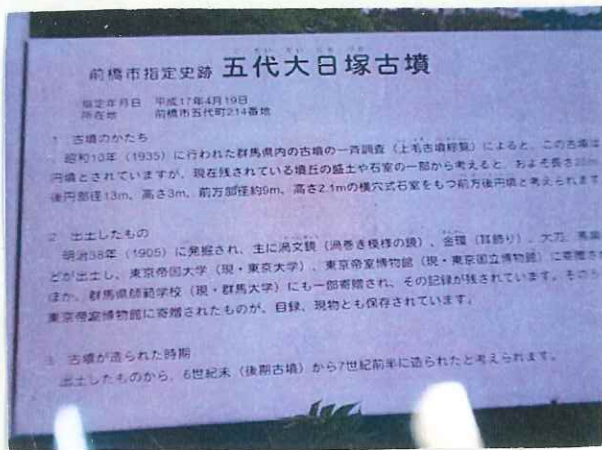 前橋市指定史跡 五代大日塚古墳
指定年月日 平成17年4月19日
所在地 前橋市五代町214番地
1 古墳のかたち
昭和10年（1935）に行われた群馬県内の古墳の一斉調査（上毛古墳綜覧）によると、この古墳は
円墳とされていますが、現在残されている墳丘の盛土や石室の一部から考えると、およそ長さ
後円部径13m、高さ3m、前方部径約9m、高さ2.1mの横穴式石室をもつ前方後円墳と考えられます
2 出土したもの
明治38年（1905）に発掘され、主に渦文鏡（渦巻き模様の鏡）、金環（耳飾り）、大刀、馬具
どが出土し、東京帝国大学（現・東京大学）、東京帝室博物館（現・東京国立博物館）に寄贈さ
ほか、群馬県師範学校（現・群馬大学）にも一部寄贈され、その記録が残されています。そのう
東京帝室博物館に寄贈されたものが、目録、現物とも保存されています。
3 古墳が造られた時期
出土したものから、6世紀末（後期古墳）から7世紀前半に造られたと考えられます。